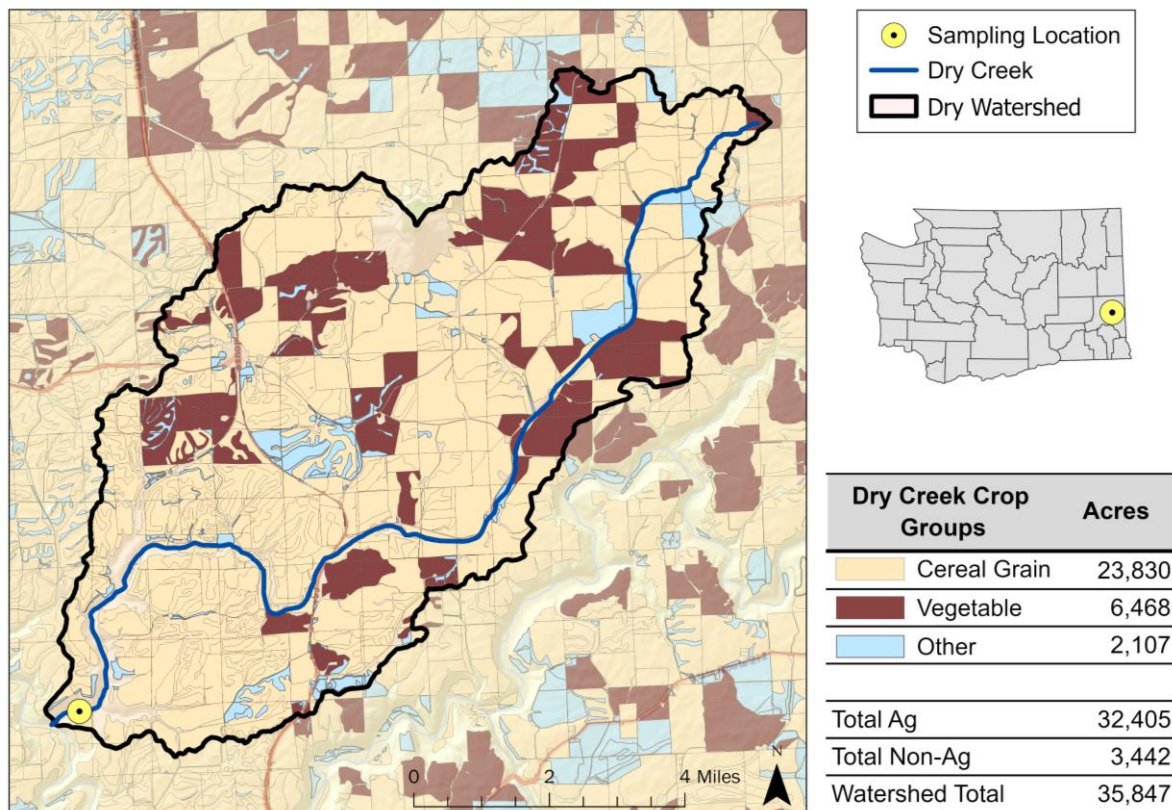 Sampling Location
Dry Creek
Dry Watershed
Dry Creek Crop Groups Acres
Cereal Grain 23,830
Vegetable 6,468
Other 2,107
Total Ag 32,405
Total Non-Ag 3,442
Watershed Total 35,847
0 2 4 Miles
N